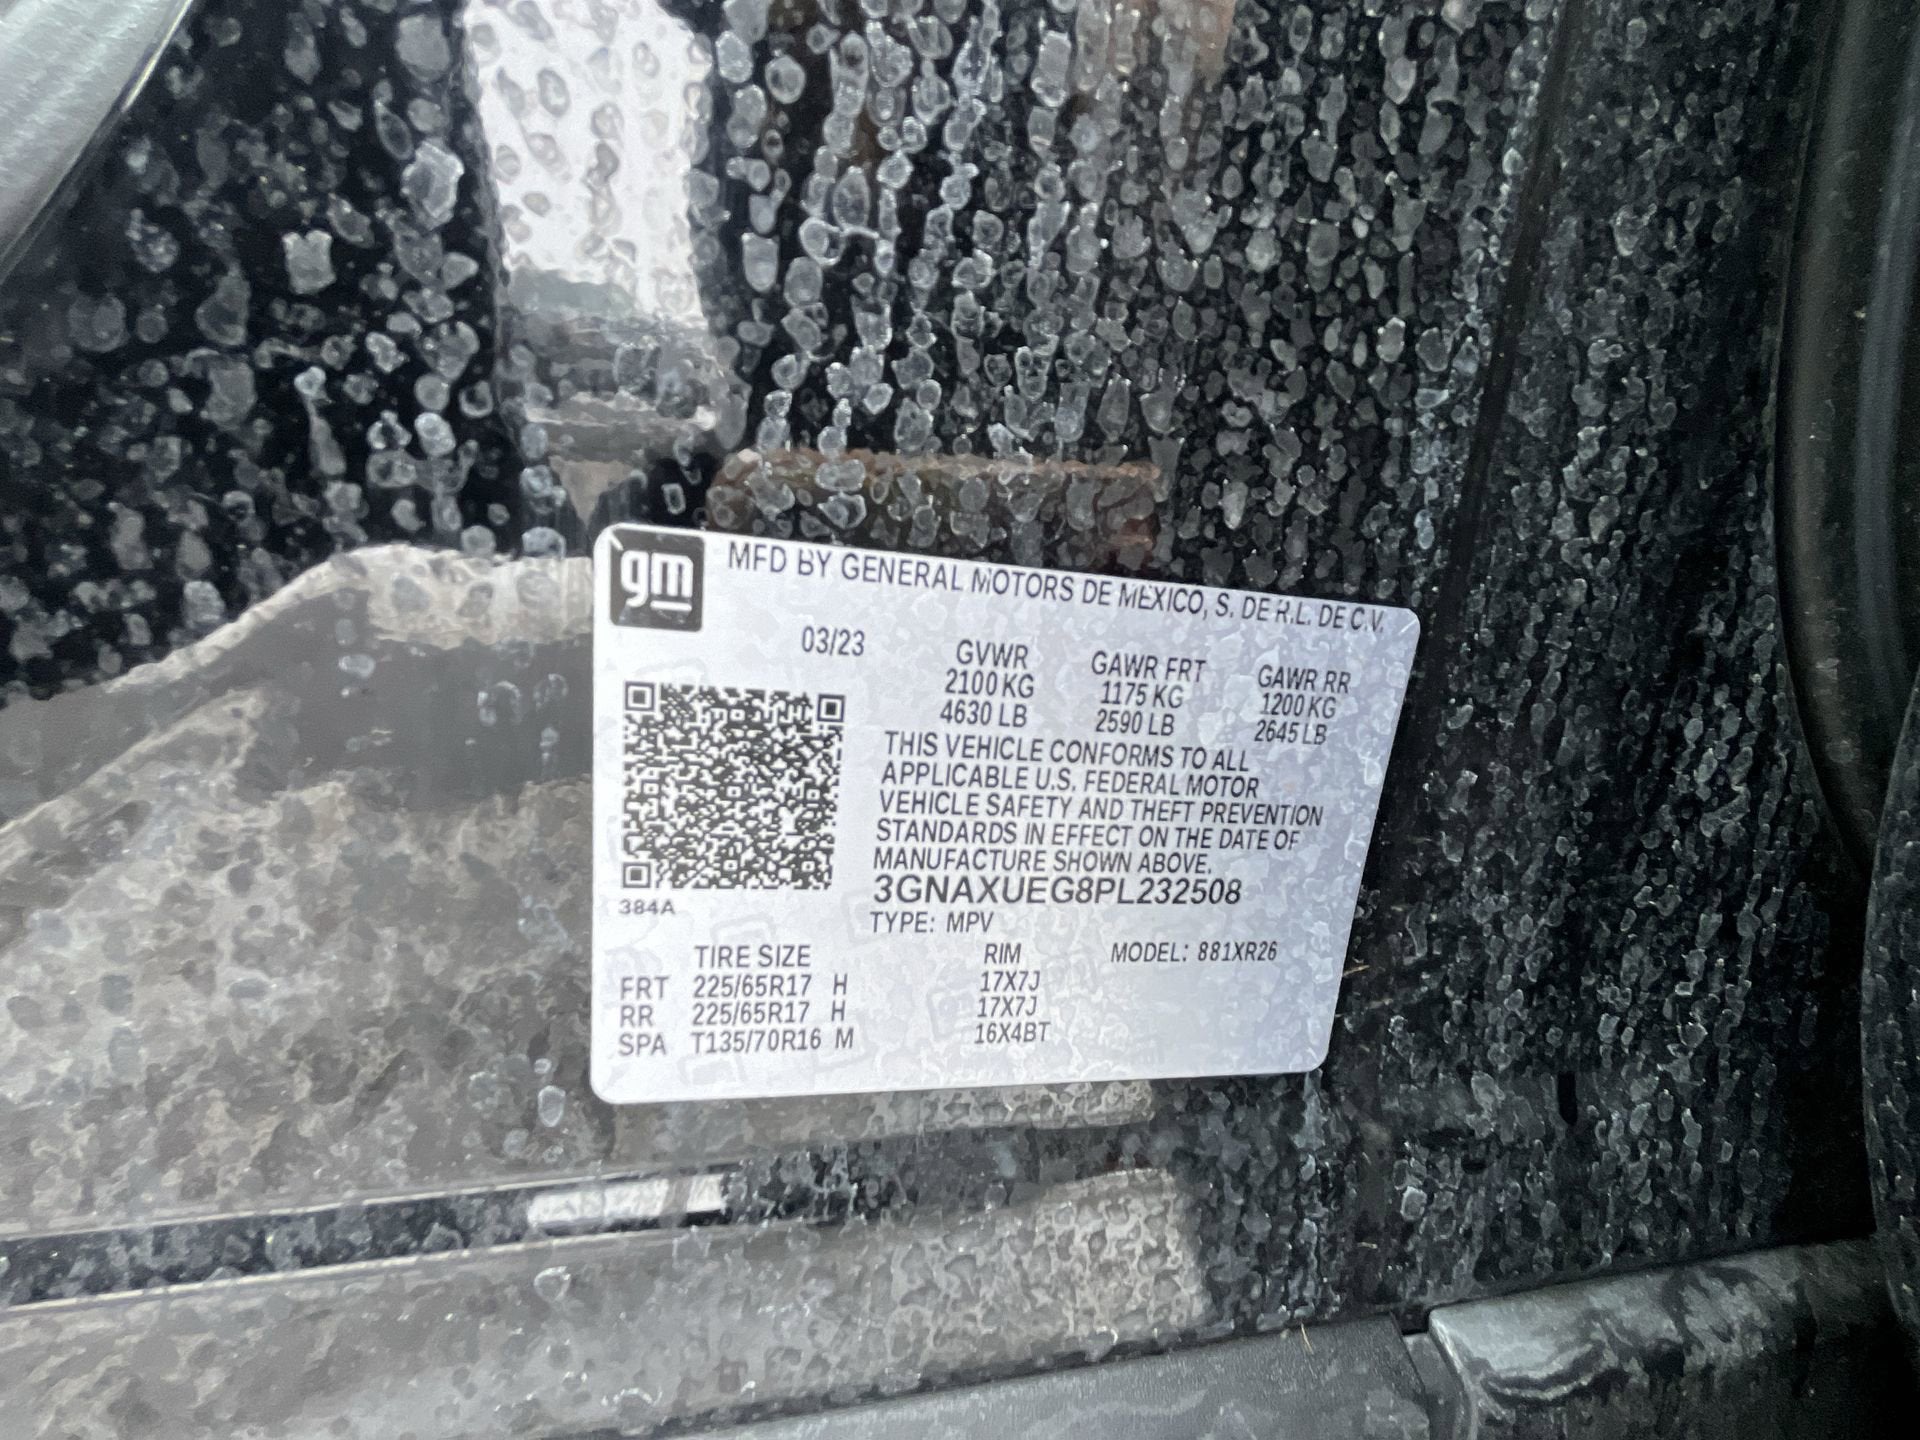 gm
MFD BY GENERAL MOTORS DE MEXICO, S. DE R.L. DE C.V.
03/23
GVWR GAWR FRT GAWR RR
2100 KG 1175 KG 1200 KG
4630 LB 2590 LB 2645 LB
THIS VEHICLE CONFORMS TO ALL
APPLICABLE U.S. FEDERAL MOTOR
VEHICLE SAFETY AND THEFT PREVENTION
STANDARDS IN EFFECT ON THE DATE OF
MANUFACTURE SHOWN ABOVE.
3GNAXUEG8PL232508
384A
TYPE: MPV
TIRE SIZE RIM MODEL: 881XR26
FRT 225/65R17 H 17X7J
RR 225/65R17 H 17X7J
SPA T135/70R16 M 16X4BT